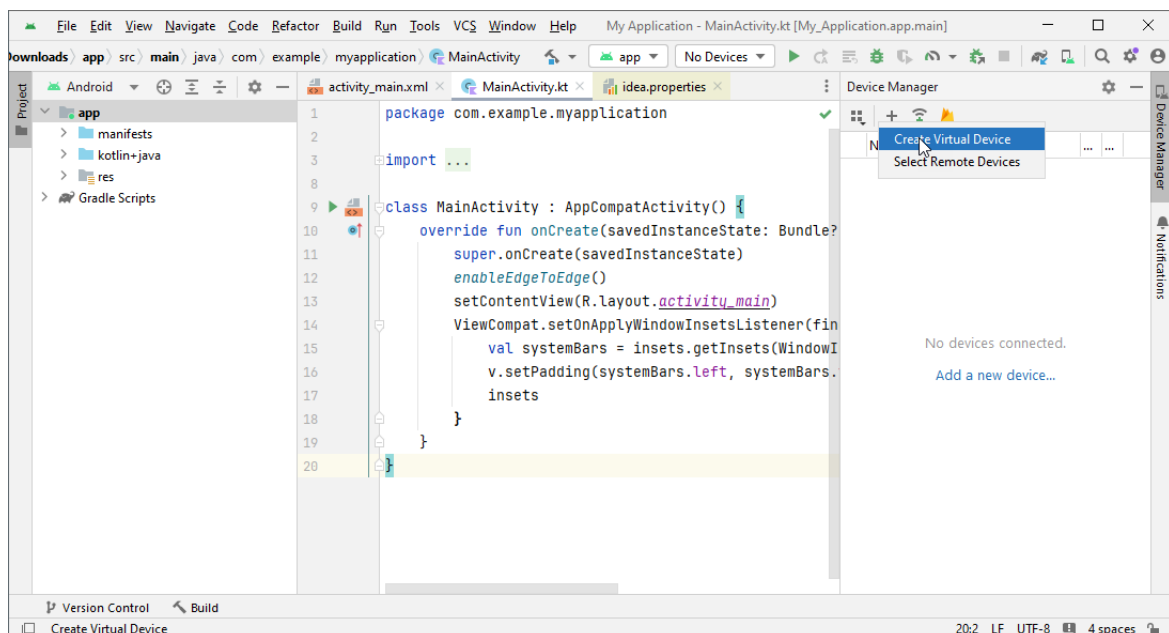 File Edit View Navigate Code Refactor Build Run Tools VCS Window Help My Application - MainActivity.kt [My_Application.app.main]
Downloads app src main java com example myapplication MainActivity app No Devices
Project
Android
activity_main.xml MainActivity.kt idea.properties
Device Manager
app
manifests
kotlin+java
res
Gradle Scripts
1 package com.example.myapplication
2
3 import ...
8
9 class MainActivity : AppCompatActivity() {
10 override fun onCreate(savedInstanceState: Bundle?
11 super.onCreate(savedInstanceState)
12 enableEdgeToEdge()
13 setContentView(R.layout.activity_main)
14 ViewCompat.setOnApplyWindowInsetsListener(fin
15 val systemBars = insets.getInsets(WindowI
16 v.setPadding(systemBars.left, systemBars.
17 insets
18 }
19 }
20 }
N
... ...
Create Virtual Device
Select Remote Devices
No devices connected.
Add a new device...
Device Manager
Notifications
Version Control Build
Create Virtual Device 20:2 LF UTF-8 4 spaces